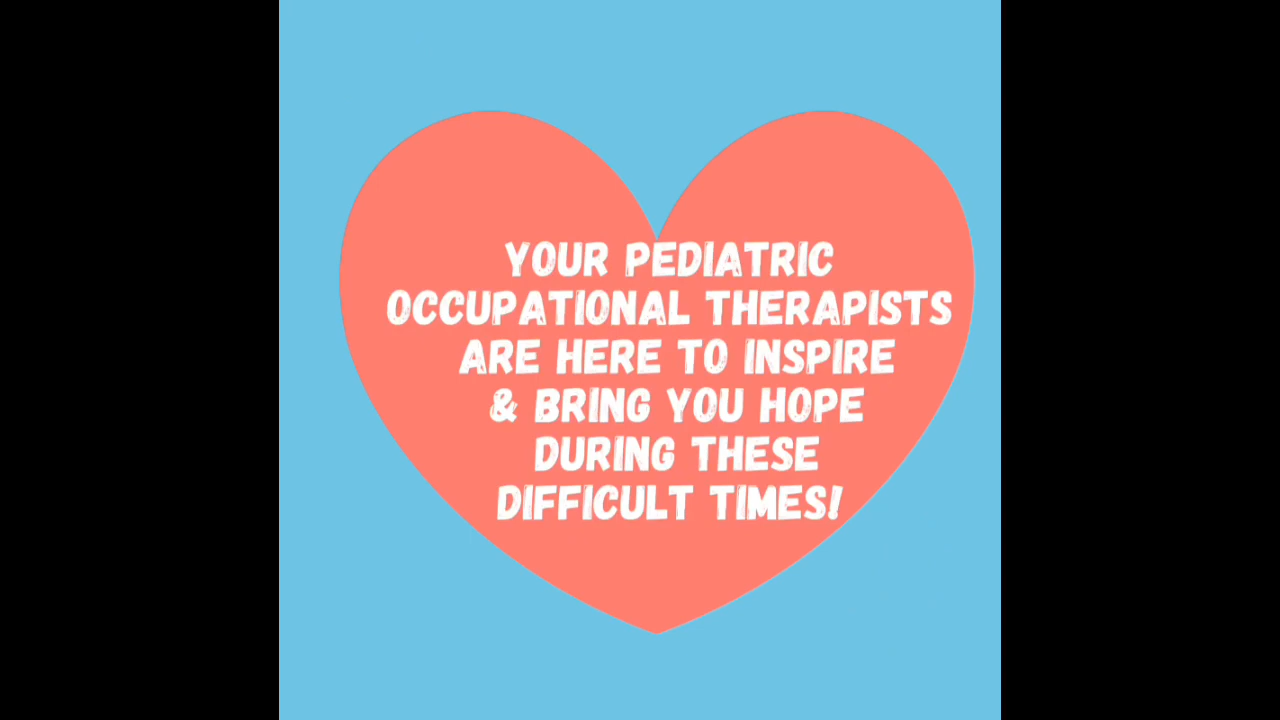 YOUR PEDIATRIC
OCCUPATIONAL THERAPISTS
ARE HERE TO INSPIRE
& BRING YOU HOPE
DURING THESE
DIFFICULT TIMES!